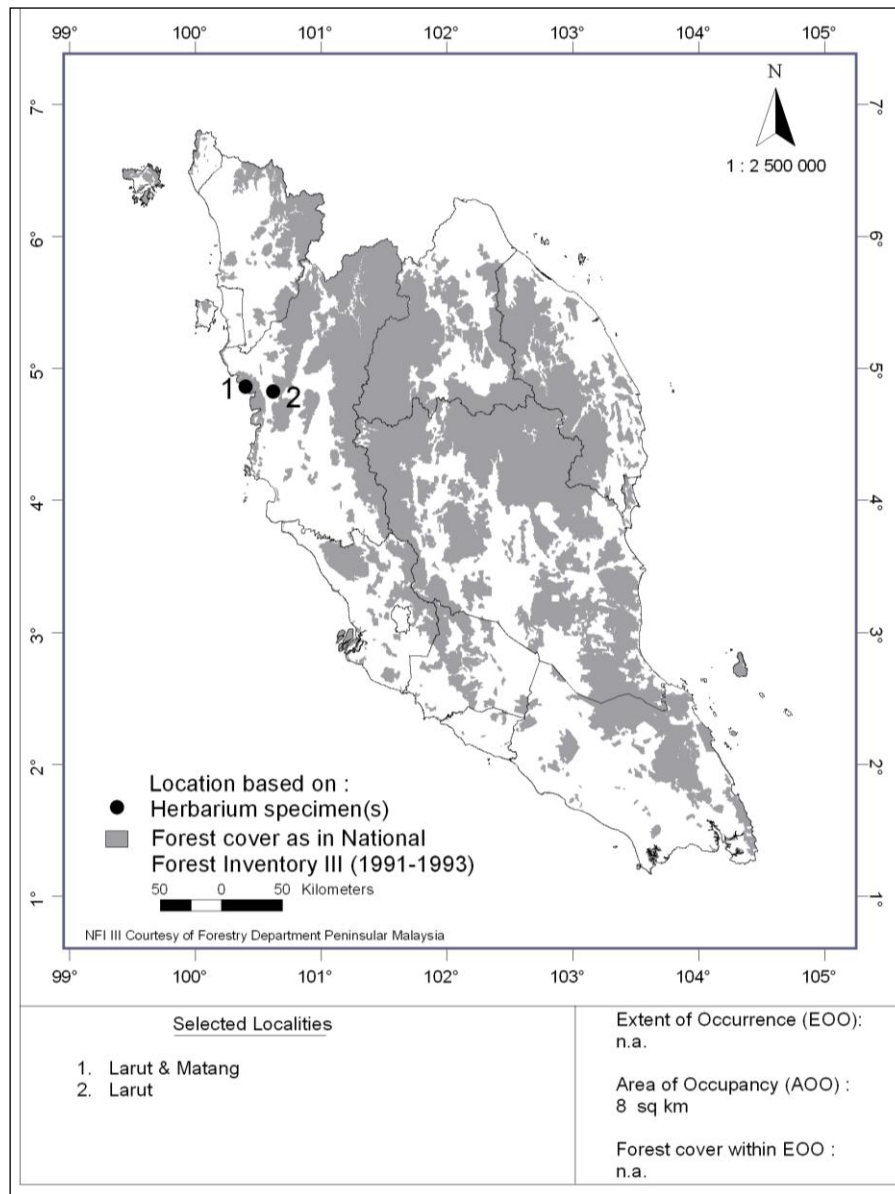 99° 100° 101° 102° 103° 104° 105°
N
1 : 2 500 000
7° 7°
6° 6°
5° 5°
1 2
4° 4°
3° 3°
2° 2°
1° 1°
Location based on :
Herbarium specimen(s)
Forest cover as in National
Forest Inventory III (1991-1993)
50 0 50 Kilometers
NFI III Courtesy of Forestry Department Peninsular Malaysia
99° 100° 101° 102° 103° 104° 105°
Selected Localities
1. Larut & Matang
2. Larut
Extent of Occurrence (EOO):
n.a.
Area of Occupancy (AOO) :
8 sq km
Forest cover within EOO :
n.a.